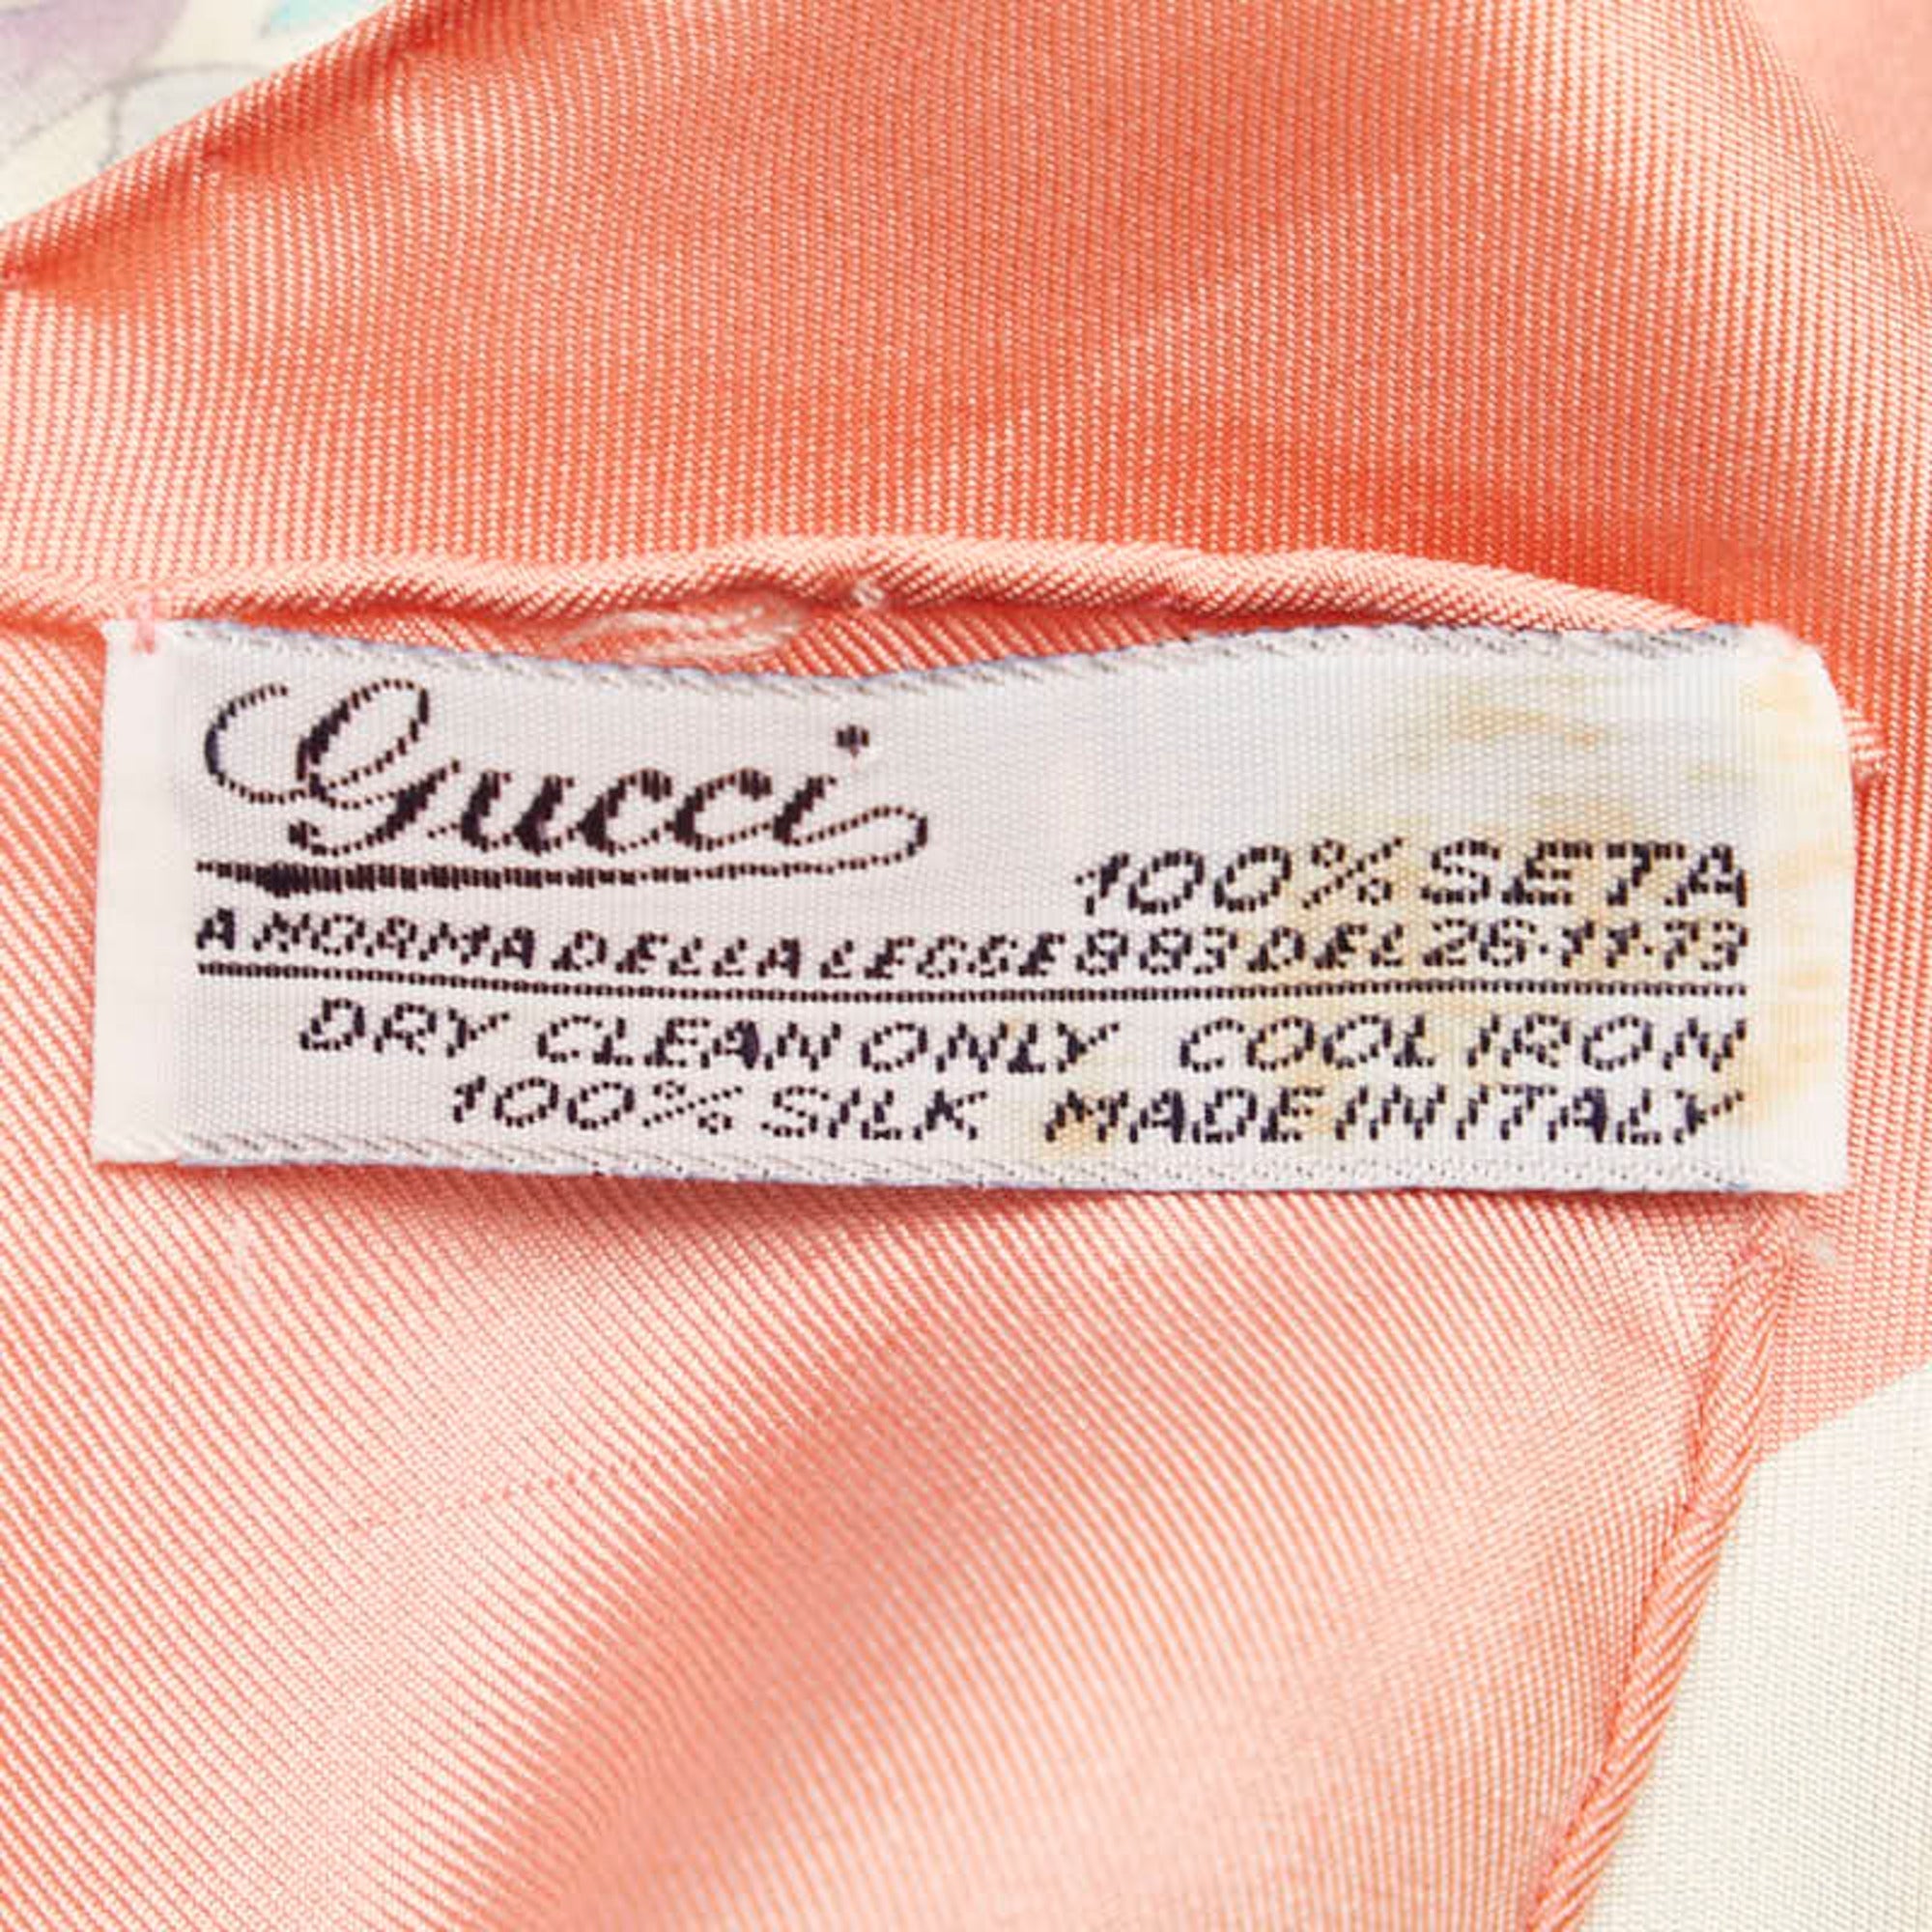 Gucci
100% SETA
A NORMA DELLA LEGGE 883 DEL 26·11·73
DRY CLEAN ONLY COOL IRON
100% SILK MADE IN ITALY